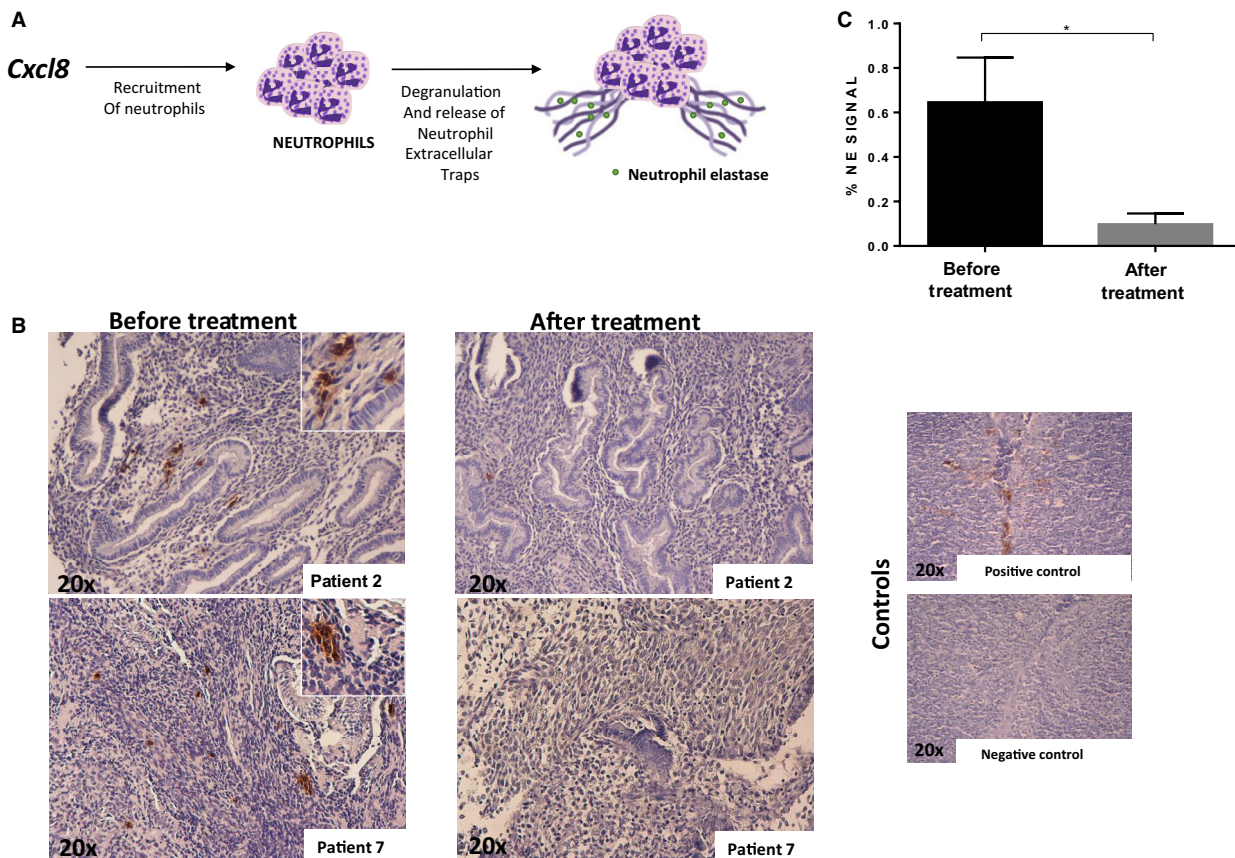 A
Cxcl8
Recruitment
Of neutrophils
NEUTROPHILS
Degranulation
And release of
Neutrophil
Extracellular
Traps
Neutrophil elastase
C
% NE SIGNAL
1.0
0.8
0.6
0.4
0.2
0.0
*
Before
treatment
After
treatment
B
Before treatment
After treatment
20x
Patient 2
20x
Patient 2
20x
Patient 7
20x
Patient 7
Controls
20x
Positive control
20x
Negative control